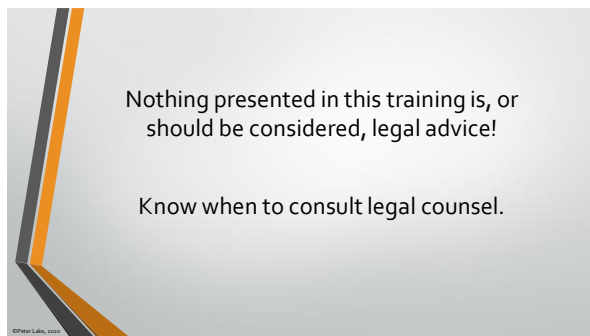 Nothing presented in this training is, or
should be considered, legal advice!
Know when to consult legal counsel.
©Peter Lake, 2020